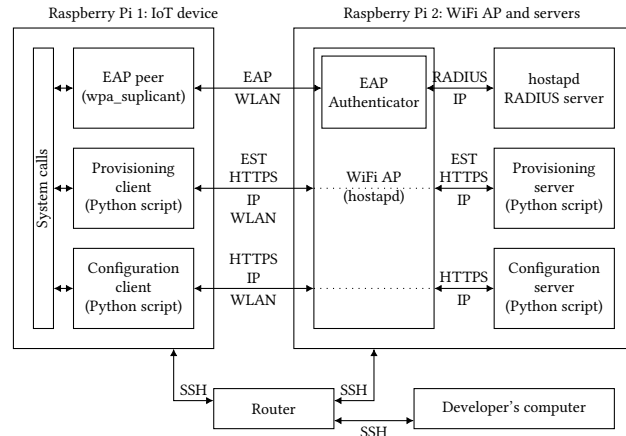 Raspberry Pi 1: IoT device
Raspberry Pi 2: WiFi AP and servers
System calls
EAP peer
(wpa_suplicant)
EAP
WLAN
EAP
Authenticator
RADIUS
IP
hostapd
RADIUS server
Provisioning
client
(Python script)
EST
HTTPS
IP
WLAN
WiFi AP
(hostapd)
EST
HTTPS
IP
Provisioning
server
(Python script)
Configuration
client
(Python script)
HTTPS
IP
WLAN
HTTPS
IP
Configuration
server
(Python script)
SSH
SSH
Router
SSH
Developer's computer